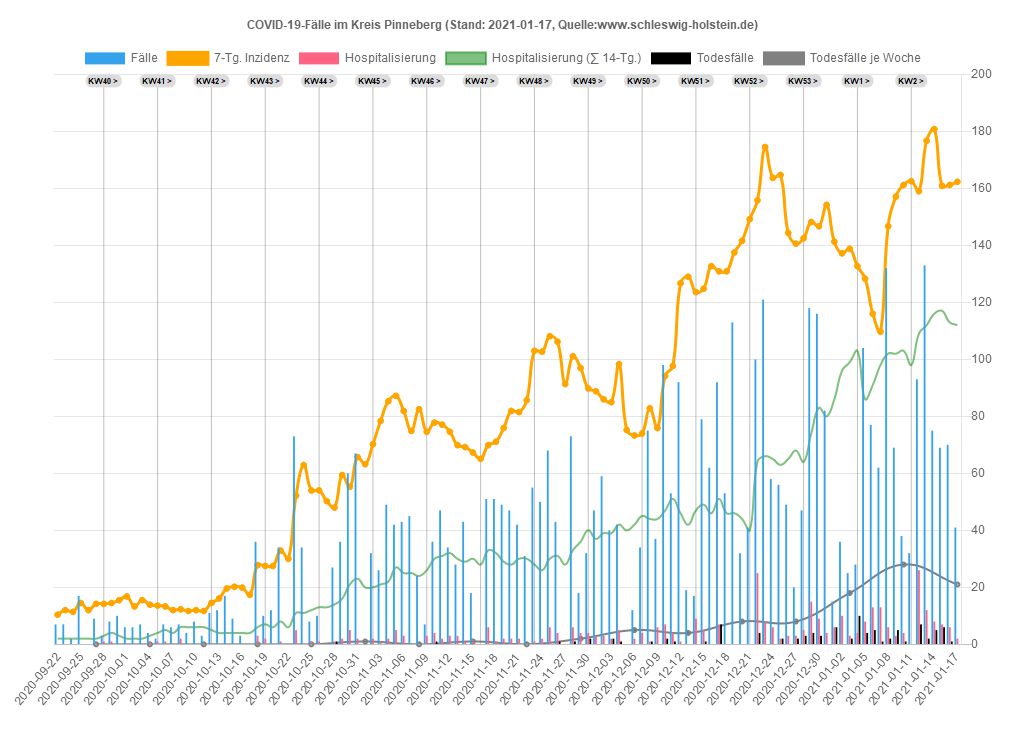 COVID-19-Fälle im Kreis Pinneberg (Stand: 2021-01-17, Quelle:www.schleswig-holstein.de)
Fälle 7-Tg. Inzidenz Hospitalisierung Hospitalisierung (∑ 14-Tg.) Todesfälle Todesfälle je Woche
KW40 > KW41 > KW42 > KW43 > KW44 > KW45 > KW46 > KW47 > KW48 > KW49 > KW50 > KW51 > KW52 > KW53 > KW1 > KW2 >
200
180
160
140
120
100
80
60
40
20
0
2020-09-22 2020-09-25 2020-09-28 2020-10-01 2020-10-04 2020-10-07 2020-10-10 2020-10-13 2020-10-16 2020-10-19 2020-10-22 2020-10-25 2020-10-28 2020-10-31 2020-11-03 2020-11-06 2020-11-09 2020-11-12 2020-11-15 2020-11-18 2020-11-21 2020-11-24 2020-11-27 2020-11-30 2020-12-03 2020-12-06 2020-12-09 2020-12-12 2020-12-15 2020-12-18 2020-12-21 2020-12-24 2020-12-27 2020-12-30 2021-01-02 2021-01-05 2021-01-08 2021-01-11 2021-01-14 2021-01-17